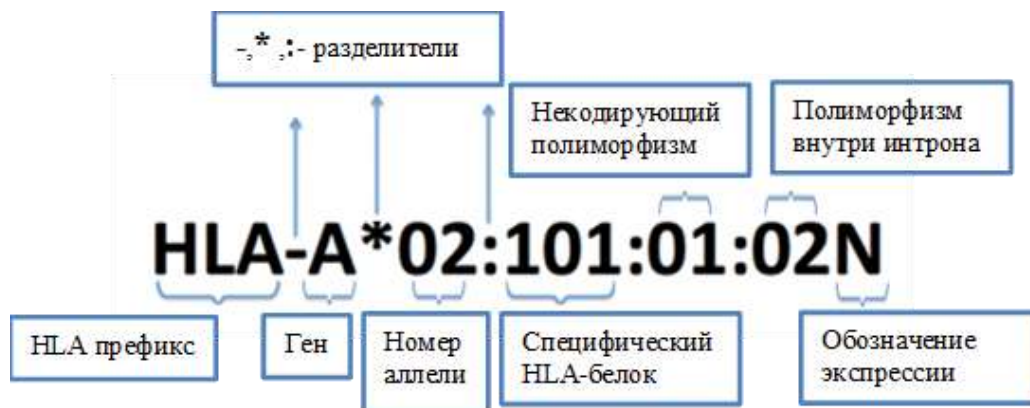 -,* ,:- разделители
Некодирующий
полиморфизм
Полиморфизм
внутри интрона
HLA-A*02:101:01:02N
HLA префикс
Ген
Номер
аллели
Специфический
HLA-белок
Обозначение
экспрессии